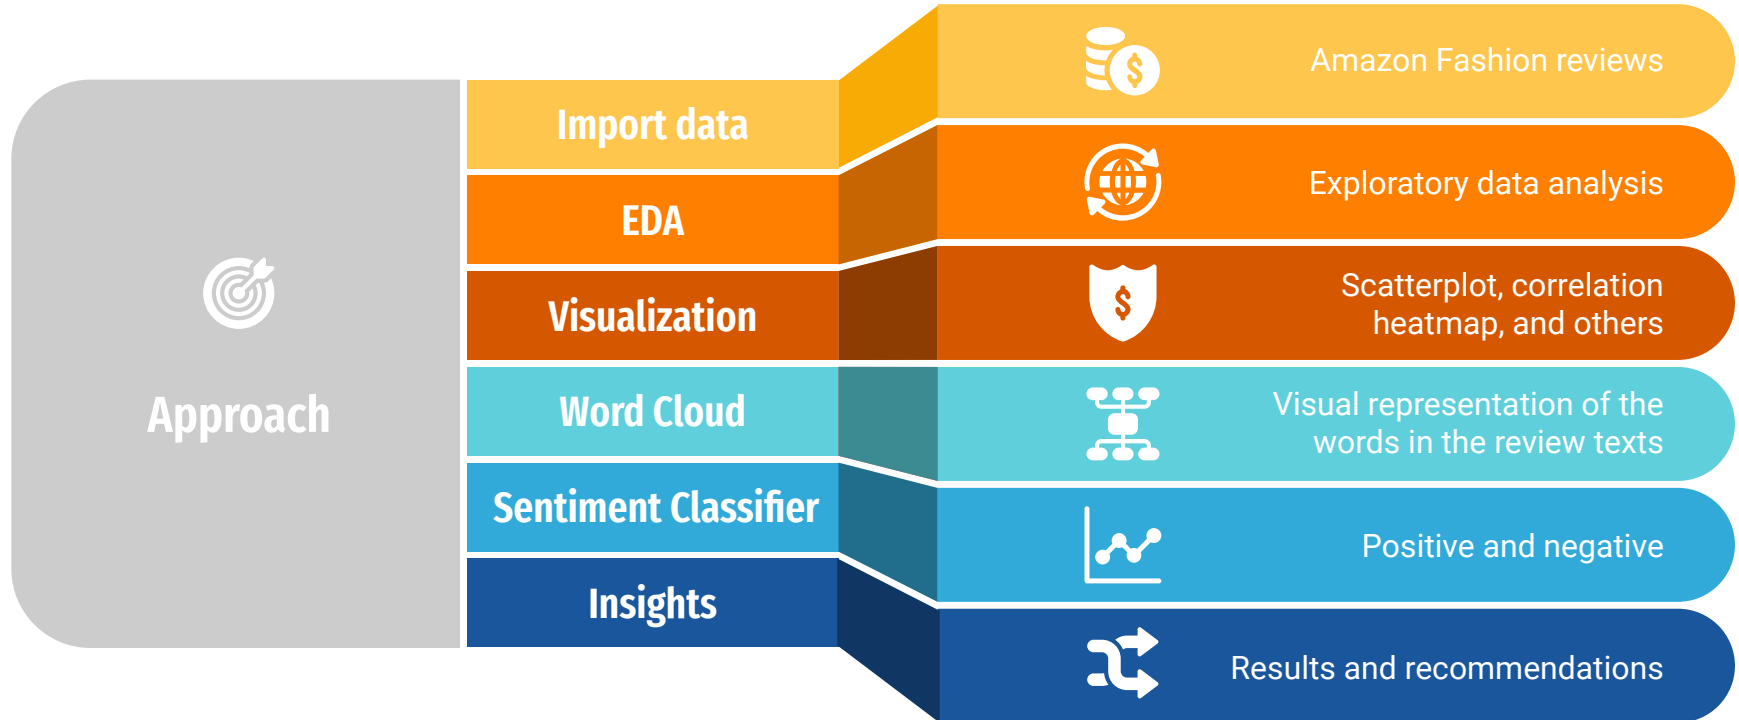 Approach
Import data
Amazon Fashion reviews
EDA
Exploratory data analysis
Visualization
Scatterplot, correlation
heatmap, and others
Word Cloud
Visual representation of the
words in the review texts
Sentiment Classifier
Positive and negative
Insights
Results and recommendations
$
$